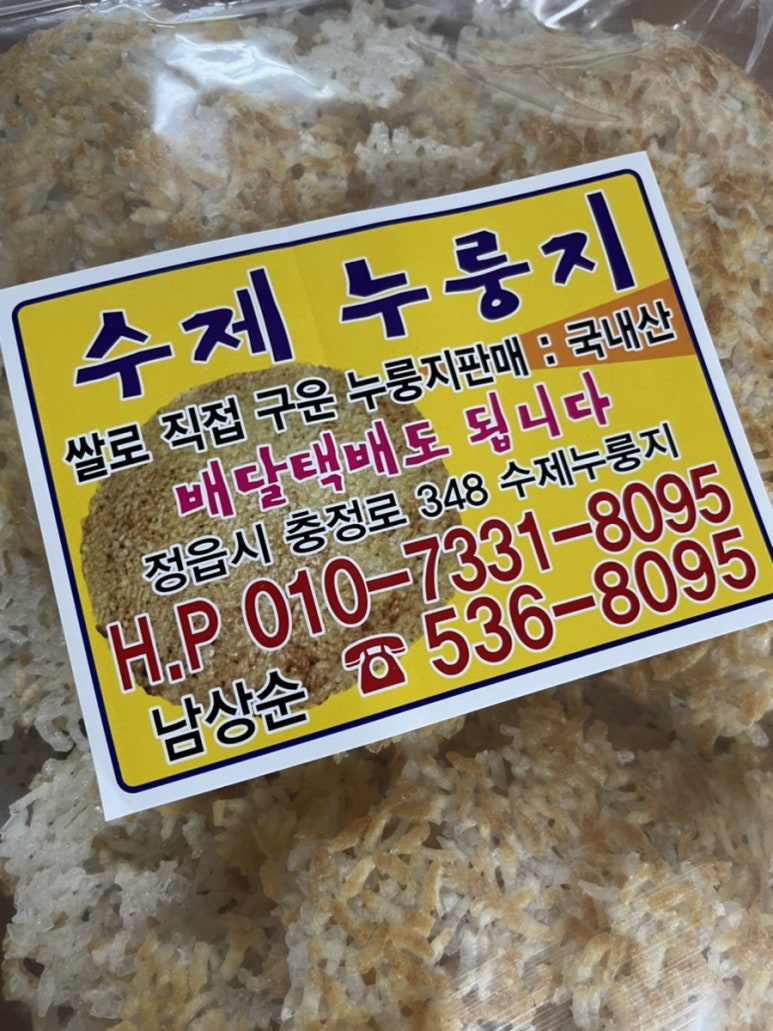 수제 누룽지
쌀로 직접 구운 누룽지판매 : 국내산
배달택배도 됩니다
정읍시 충정로 348 수제누룽지
H.P 010-7331-8095
☎ 536-8095
남상순